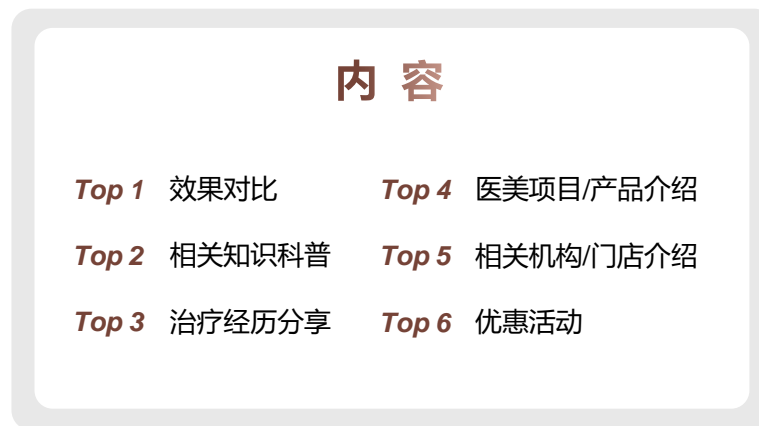 内 容
Top 1 效果对比
Top 2 相关知识科普
Top 3 治疗经历分享
Top 4 医美项目/产品介绍
Top 5 相关机构/门店介绍
Top 6 优惠活动